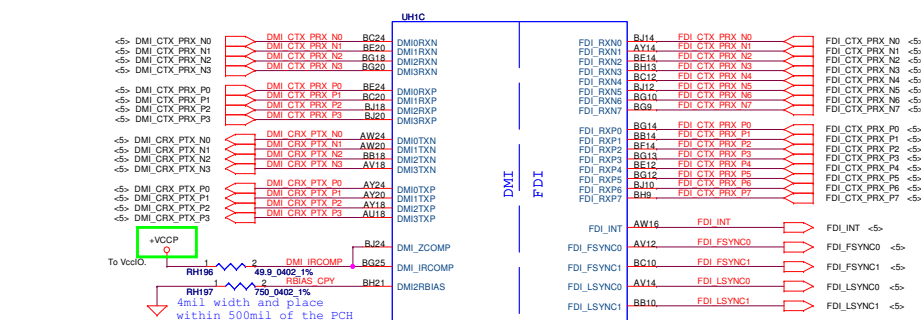 UH1C
<5> DMI_CTX_PRX_N0 DMI_CTX_PRX_N0 BC24 DMI0RXN
<5> DMI_CTX_PRX_N1 DMI_CTX_PRX_N1 BE20 DMI1RXN
<5> DMI_CTX_PRX_N2 DMI_CTX_PRX_N2 BG18 DMI2RXN
<5> DMI_CTX_PRX_N3 DMI_CTX_PRX_N3 BG20 DMI3RXN
<5> DMI_CTX_PRX_P0 DMI_CTX_PRX_P0 BE24 DMI0RXP
<5> DMI_CTX_PRX_P1 DMI_CTX_PRX_P1 BC20 DMI1RXP
<5> DMI_CTX_PRX_P2 DMI_CTX_PRX_P2 BJ18 DMI2RXP
<5> DMI_CTX_PRX_P3 DMI_CTX_PRX_P3 BJ20 DMI3RXP
<5> DMI_CRX_PTX_N0 DMI_CRX_PTX_N0 AW24 DMI0TXN
<5> DMI_CRX_PTX_N1 DMI_CRX_PTX_N1 AW20 DMI1TXN
<5> DMI_CRX_PTX_N2 DMI_CRX_PTX_N2 BB18 DMI2TXN
<5> DMI_CRX_PTX_N3 DMI_CRX_PTX_N3 AV18 DMI3TXN
<5> DMI_CRX_PTX_P0 DMI_CRX_PTX_P0 AY24 DMI0TXP
<5> DMI_CRX_PTX_P1 DMI_CRX_PTX_P1 AY20 DMI1TXP
<5> DMI_CRX_PTX_P2 DMI_CRX_PTX_P2 AY18 DMI2TXP
<5> DMI_CRX_PTX_P3 DMI_CRX_PTX_P3 AU18 DMI3TXP
+VCCP
BJ24 DMI_ZCOMP
To VccIO.
1 2 DMI_IRCOMP BG25 DMI_IRCOMP
RH196 49.9_0402_1%
1 2 RBIAS_CPY BH21 DMI2RBIAS
RH197 750_0402_1%
4mil width and place
within 500mil of the PCH
DMI
FDI
FDI_RXN0 BJ14 FDI_CTX_PRX_N0 FDI_CTX_PRX_N0 <5>
FDI_RXN1 AY14 FDI_CTX_PRX_N1 FDI_CTX_PRX_N1 <5>
FDI_RXN2 BE14 FDI_CTX_PRX_N2 FDI_CTX_PRX_N2 <5>
FDI_RXN3 BH13 FDI_CTX_PRX_N3 FDI_CTX_PRX_N3 <5>
FDI_RXN4 BC12 FDI_CTX_PRX_N4 FDI_CTX_PRX_N4 <5>
FDI_RXN5 BJ12 FDI_CTX_PRX_N5 FDI_CTX_PRX_N5 <5>
FDI_RXN6 BG10 FDI_CTX_PRX_N6 FDI_CTX_PRX_N6 <5>
FDI_RXN7 BG9 FDI_CTX_PRX_N7 FDI_CTX_PRX_N7 <5>
FDI_RXP0 BG14 FDI_CTX_PRX_P0 FDI_CTX_PRX_P0 <5>
FDI_RXP1 BB14 FDI_CTX_PRX_P1 FDI_CTX_PRX_P1 <5>
FDI_RXP2 BF14 FDI_CTX_PRX_P2 FDI_CTX_PRX_P2 <5>
FDI_RXP3 BG13 FDI_CTX_PRX_P3 FDI_CTX_PRX_P3 <5>
FDI_RXP4 BE12 FDI_CTX_PRX_P4 FDI_CTX_PRX_P4 <5>
FDI_RXP5 BG12 FDI_CTX_PRX_P5 FDI_CTX_PRX_P5 <5>
FDI_RXP6 BJ10 FDI_CTX_PRX_P6 FDI_CTX_PRX_P6 <5>
FDI_RXP7 BH9 FDI_CTX_PRX_P7 FDI_CTX_PRX_P7 <5>
FDI_INT AW16 FDI_INT FDI_INT <5>
FDI_FSYNC0 AV12 FDI_FSYNC0 FDI_FSYNC0 <5>
FDI_FSYNC1 BC10 FDI_FSYNC1 FDI_FSYNC1 <5>
FDI_LSYNC0 AV14 FDI_LSYNC0 FDI_LSYNC0 <5>
FDI_LSYNC1 BB10 FDI_LSYNC1 FDI_LSYNC1 <5>